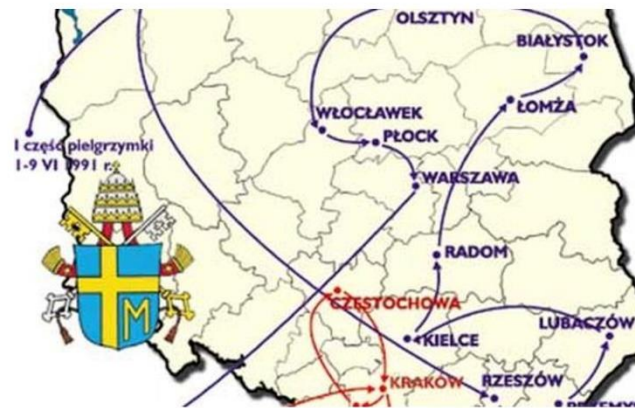 OLSZTYN
BIAŁYSTOK
ŁOMŻA
WŁOCŁAWEK
PŁOCK
I część pielgrzymki
1-9 VI 1991 r.
WARSZAWA
RADOM
CZĘSTOCHOWA
LUBACZÓW
KIELCE
KRAKÓW
RZESZÓW
M